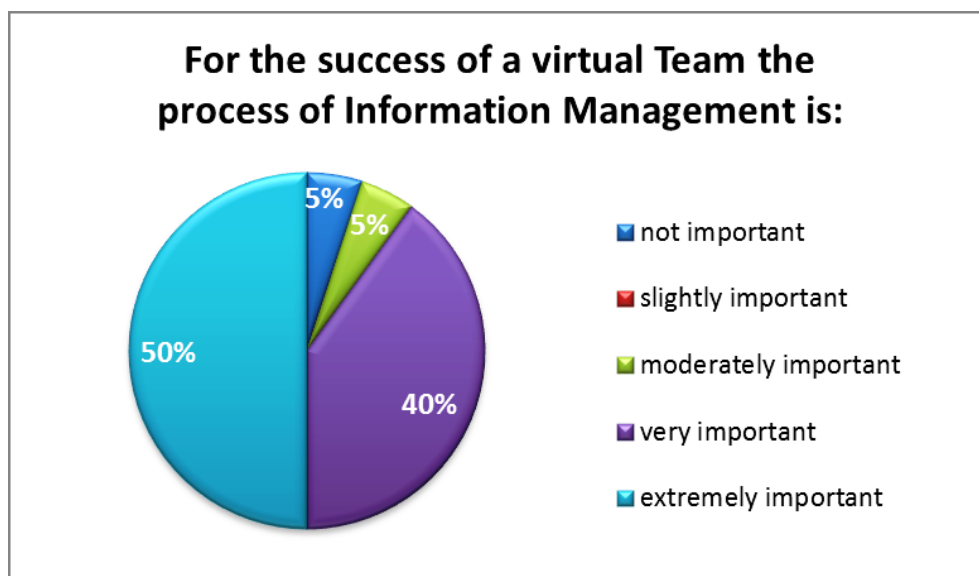 For the success of a virtual Team the
process of Information Management is:
5%
5%
50%
40%
not important
slightly important
moderately important
very important
extremely important